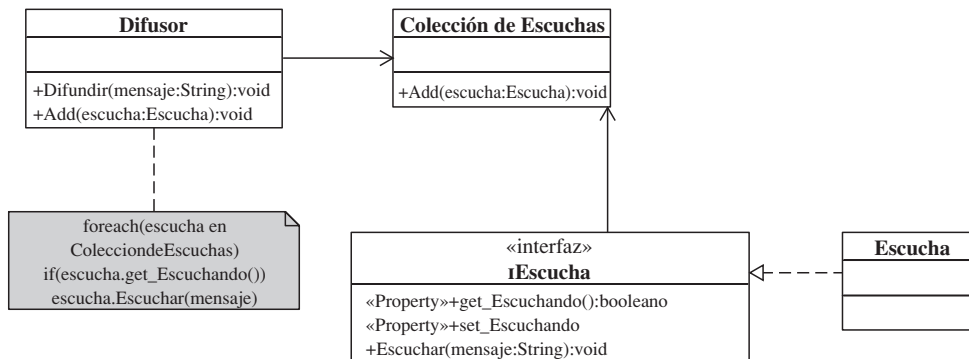 Difusor
+Difundir(mensaje:String):void
+Add(escucha:Escucha):void
Colección de Escuchas
+Add(escucha:Escucha):void
foreach(escucha en
ColecciondeEscuchas)
if(escucha.get_Escuchando())
escucha.Escuchar(mensaje)
«interfaz»
IEscucha
«Property»+get_Escuchando():booleano
«Property»+set_Escuchando
+Escuchar(mensaje:String):void
Escucha